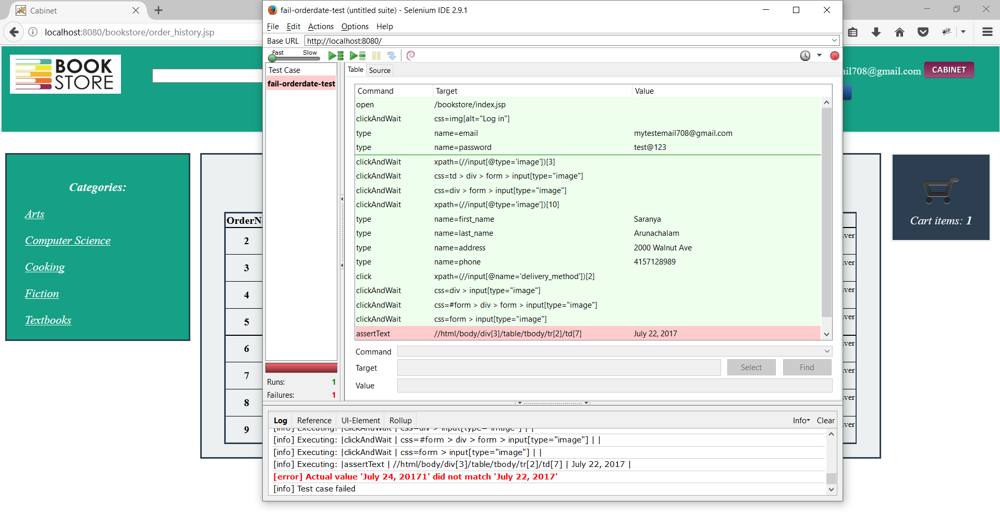 Cabinet
localhost:8080/bookstore/order_history.jsp
BOOK
STORE
Categories:
Arts
Computer Science
Cooking
Fiction
Textbooks
2
3
4
5
6
7
8
9
fail-orderdate-test (untitled suite) - Selenium IDE 2.9.1
File Edit Actions Options Help
Base URL http://localhost:8080/
Fast Slow
Test Case
fail-orderdate-test
Runs: 1
Failures: 1
Table Source
Command Target Value
open /bookstore/index.jsp
clickAndWait css=img[alt="Log in"]
type name=email mytestemail708@gmail.com
type name=password test@123
clickAndWait xpath=(//input[@type='image'])[3]
clickAndWait css=td > div > form > input[type="image"]
clickAndWait css=div > form > input[type="image"]
clickAndWait xpath=(//input[@type='image'])[10]
type name=first_name Saranya
type name=last_name Arunachalam
type name=address 2000 Walnut Ave
type name=phone 4157128989
click xpath=(//input[@name='delivery_method'])[2]
clickAndWait css=div > input[type="image"]
clickAndWait css=#form > div > form > input[type="image"]
clickAndWait css=form > input[type="image"]
assertText //html/body/div[3]/table/tbody/tr[2]/td[7] July 22, 2017
Command
Target Select Find
Value
Log Reference UI-Element Rollup Info Clear
[info] Executing: |clickAndWait | css=div > input[type="image"] | |
[info] Executing: |clickAndWait | css=#form > div > form > input[type="image"] | |
[info] Executing: |clickAndWait | css=form > input[type="image"] | |
[info] Executing: |assertText | //html/body/div[3]/table/tbody/tr[2]/td[7] | July 22, 2017 |
[error] Actual value 'July 24, 20171' did not match 'July 22, 2017'
[info] Test case failed
ail708@gmail.com CABINET
Cart items: 1